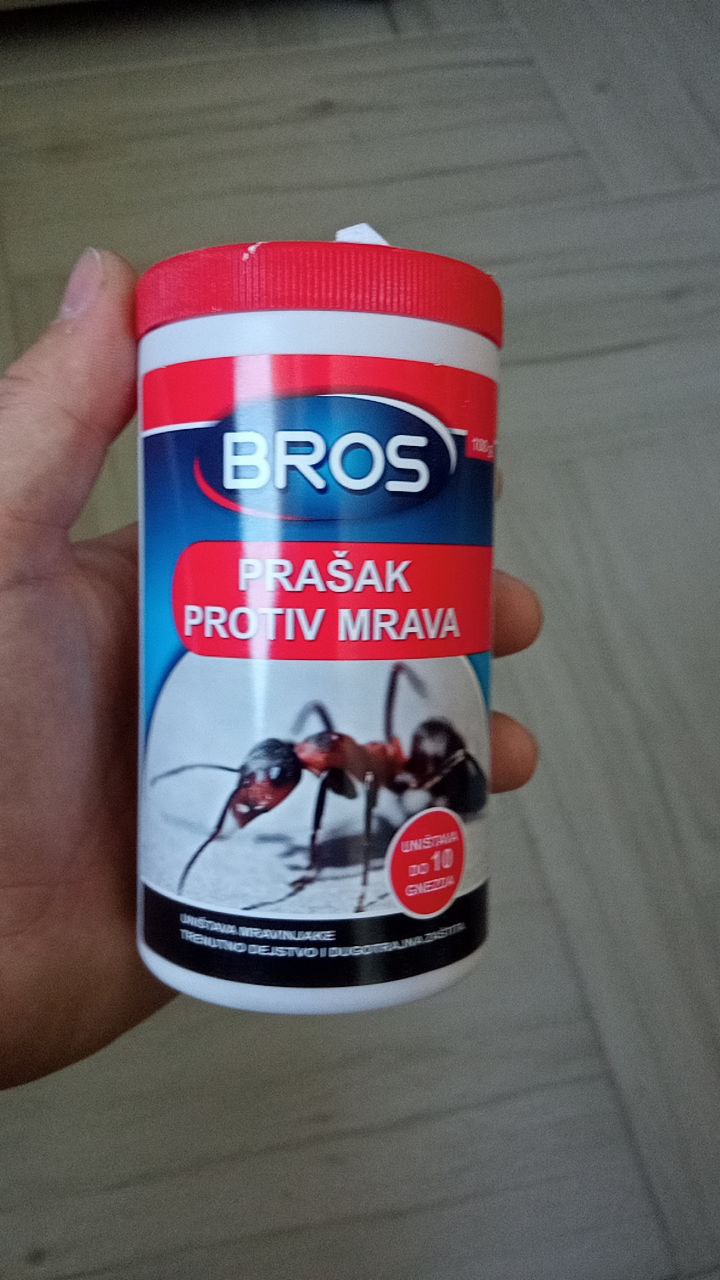 BROS
100 g
PRAŠAK
PROTIV MRAVA
UNIŠTAVA
DO 10
GNEZDA
UNIŠTAVA MRAVINJAKE
TRENUTNO DEJSTVO I DUGOTRAJNA ZAŠTITA